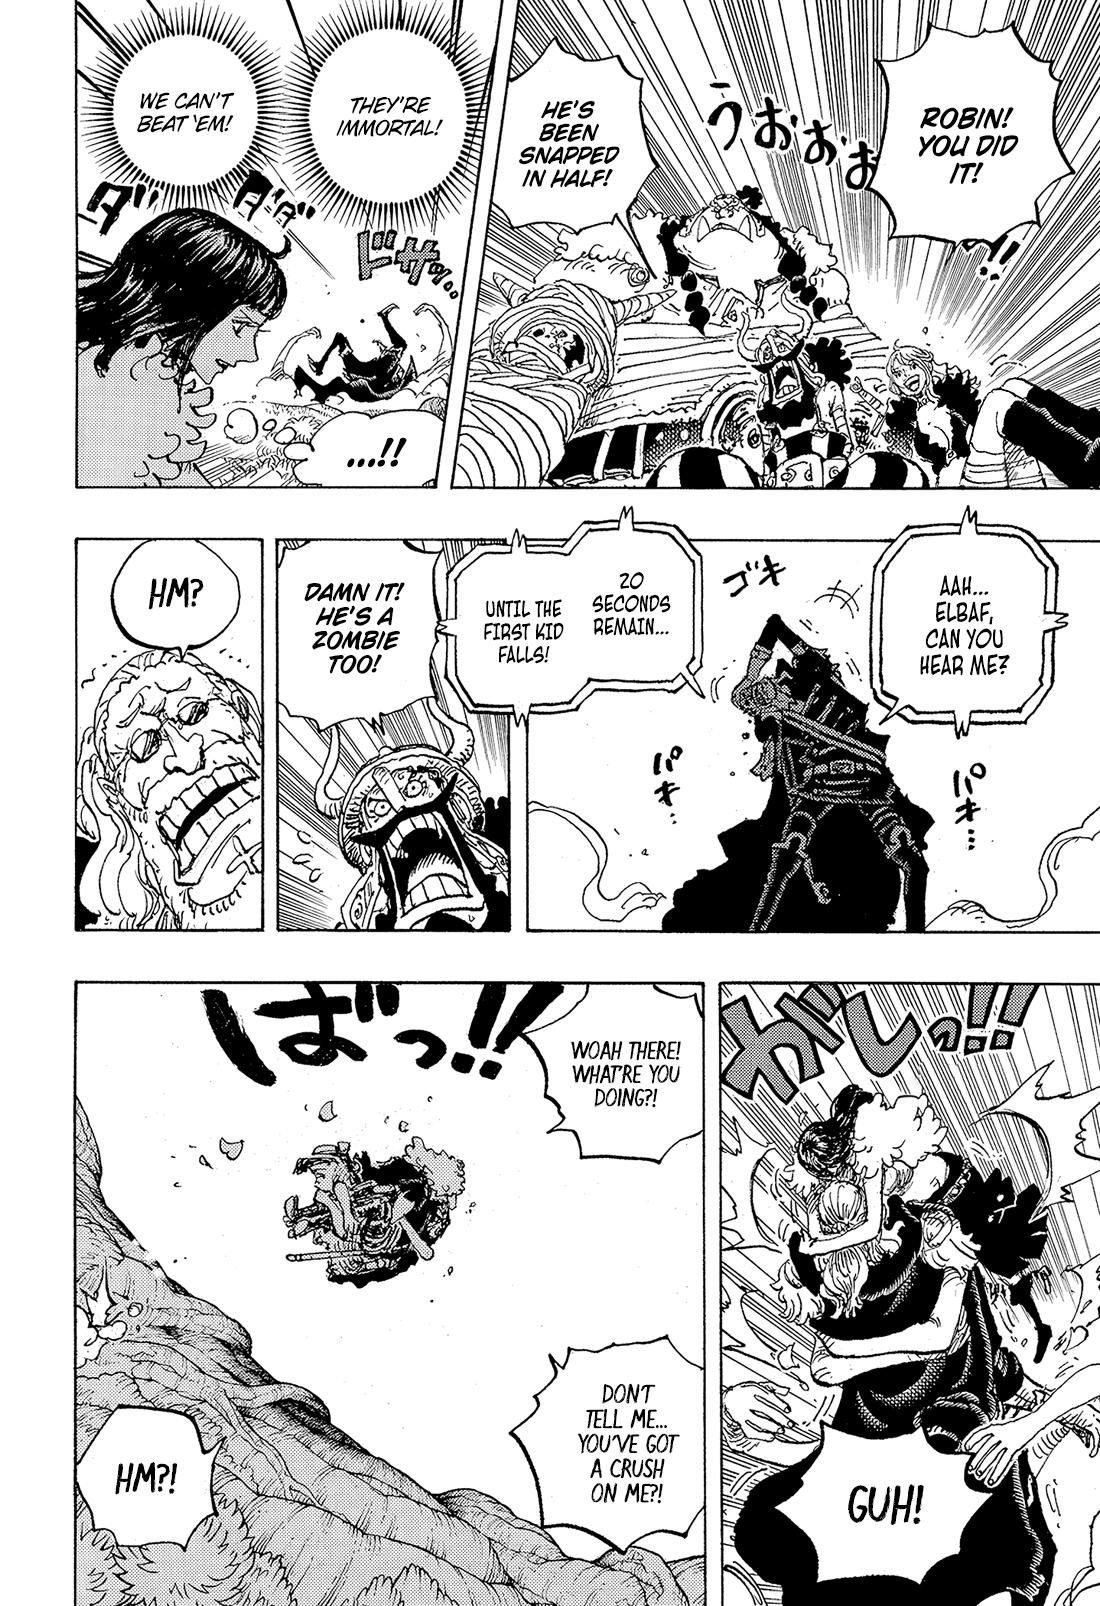 ROBIN!
YOU DID
IT!
うおおおお
!!
HE'S
BEEN
SNAPPED
IN HALF!
THEY'RE
IMMORTAL!
WE CAN'T
BEAT 'EM!
ダ
ダダ
ドサッ..
...!!
AAH...
ELBAF,
CAN YOU
HEAR ME?
ゴキ
20
SECONDS
REMAIN...
UNTIL THE
FIRST KID
FALLS!
パキ..
パキ...
DAMN IT!
HE'S A
ZOMBIE
TOO!
HM?
がしっ!!
GUH!
WOAH THERE!
WHAT'RE YOU
DOING?!
ばっ!!
DON'T
TELL ME...
YOU'VE GOT
A CRUSH
ON ME?!
HM?!